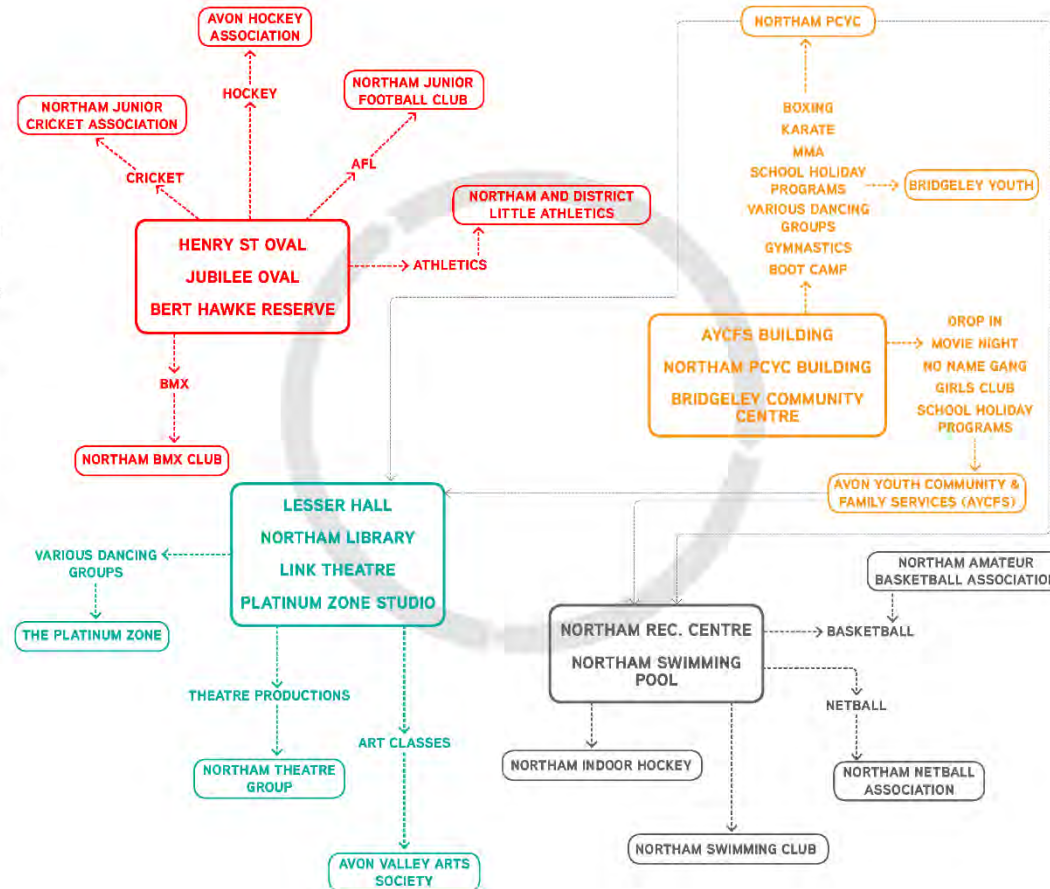 AVON HOCKEY
ASSOCIATION
HOCKEY
NORTHAM JUNIOR
FOOTBALL CLUB
AFL
NORTHAM JUNIOR
CRICKET ASSOCIATION
CRICKET
NORTHAM AND DISTRICT
LITTLE ATHLETICS
ATHLETICS
HENRY ST OVAL
JUBILEE OVAL
BERT HAWKE RESERVE
BMX
NORTHAM BMX CLUB
NORTHAM PCYC
BOXING
KARATE
MMA
SCHOOL HOLIDAY
PROGRAMS
VARIOUS DANCING
GROUPS
GYMNASTICS
BOOT CAMP
BRIDGELEY YOUTH
AYCFS BUILDING
NORTHAM PCYC BUILDING
BRIDGELEY COMMUNITY
CENTRE
DROP IN
MOVIE NIGHT
NO NAME GANG
GIRLS CLUB
SCHOOL HOLIDAY
PROGRAMS
AVON YOUTH COMMUNITY &
FAMILY SERVICES (AYCFS)
LESSER HALL
NORTHAM LIBRARY
LINK THEATRE
PLATINUM ZONE STUDIO
VARIOUS DANCING
GROUPS
THE PLATINUM ZONE
THEATRE PRODUCTIONS
NORTHAM THEATRE
GROUP
ART CLASSES
AVON VALLEY ARTS
SOCIETY
NORTHAM REC. CENTRE
NORTHAM SWIMMING
POOL
NORTHAM AMATEUR
BASKETBALL ASSOCIATION
BASKETBALL
NETBALL
NORTHAM NETBALL
ASSOCIATION
NORTHAM INDOOR HOCKEY
NORTHAM SWIMMING CLUB